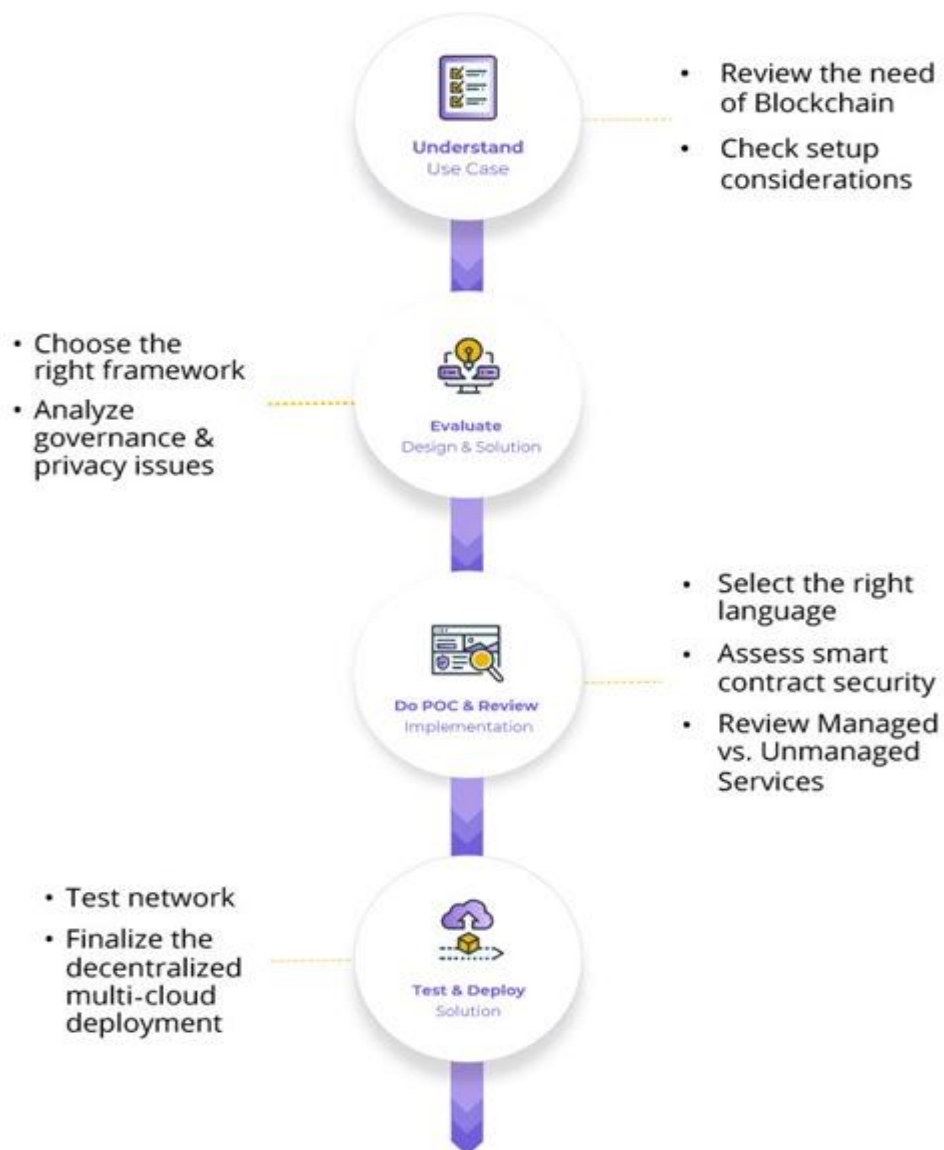 Understand
Use Case
• Review the need
of Blockchain
• Check setup
considerations
Evaluate
Design & Solution
• Choose the
right framework
• Analyze
governance &
privacy issues
Do POC & Review
Implementation
• Select the right
language
• Assess smart
contract security
• Review Managed
vs. Unmanaged
Services
Test & Deploy
Solution
• Test network
• Finalize the
decentralized
multi-cloud
deployment